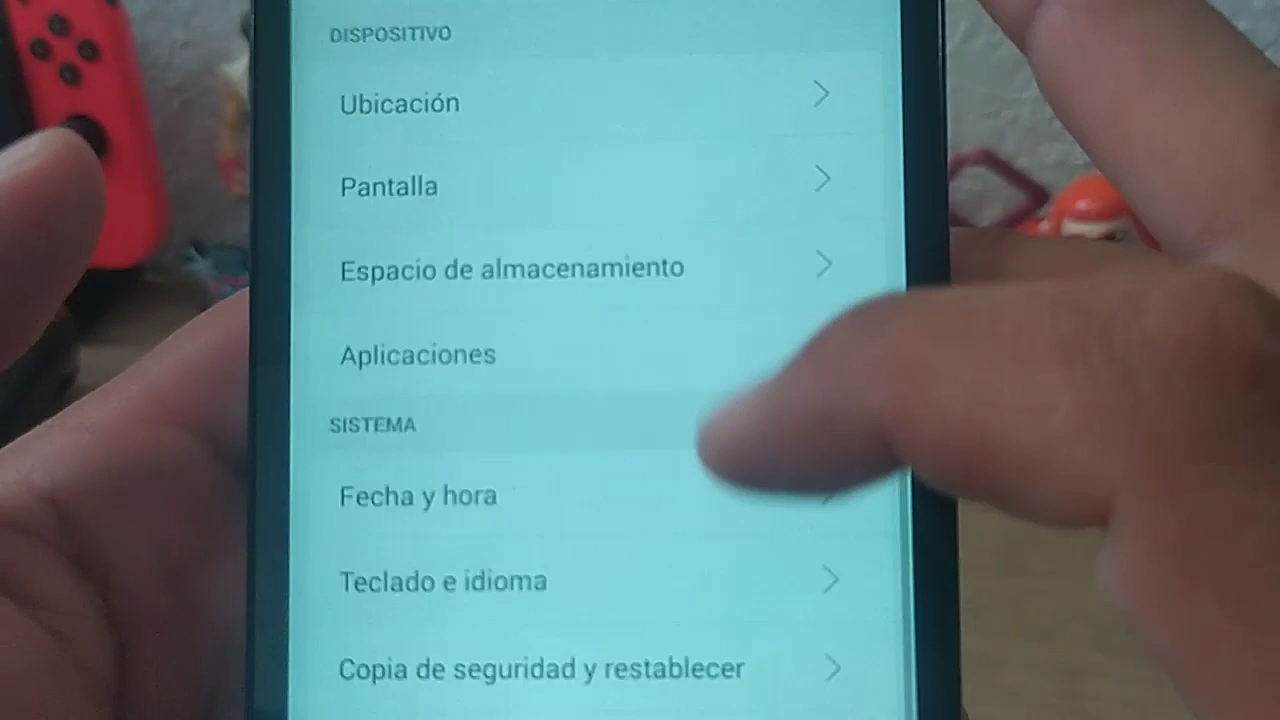 DISPOSITIVO
Ubicación
Pantalla
Espacio de almacenamiento
Aplicaciones
SISTEMA
Fecha y hora
Teclado e idioma
Copia de seguridad y restablecer